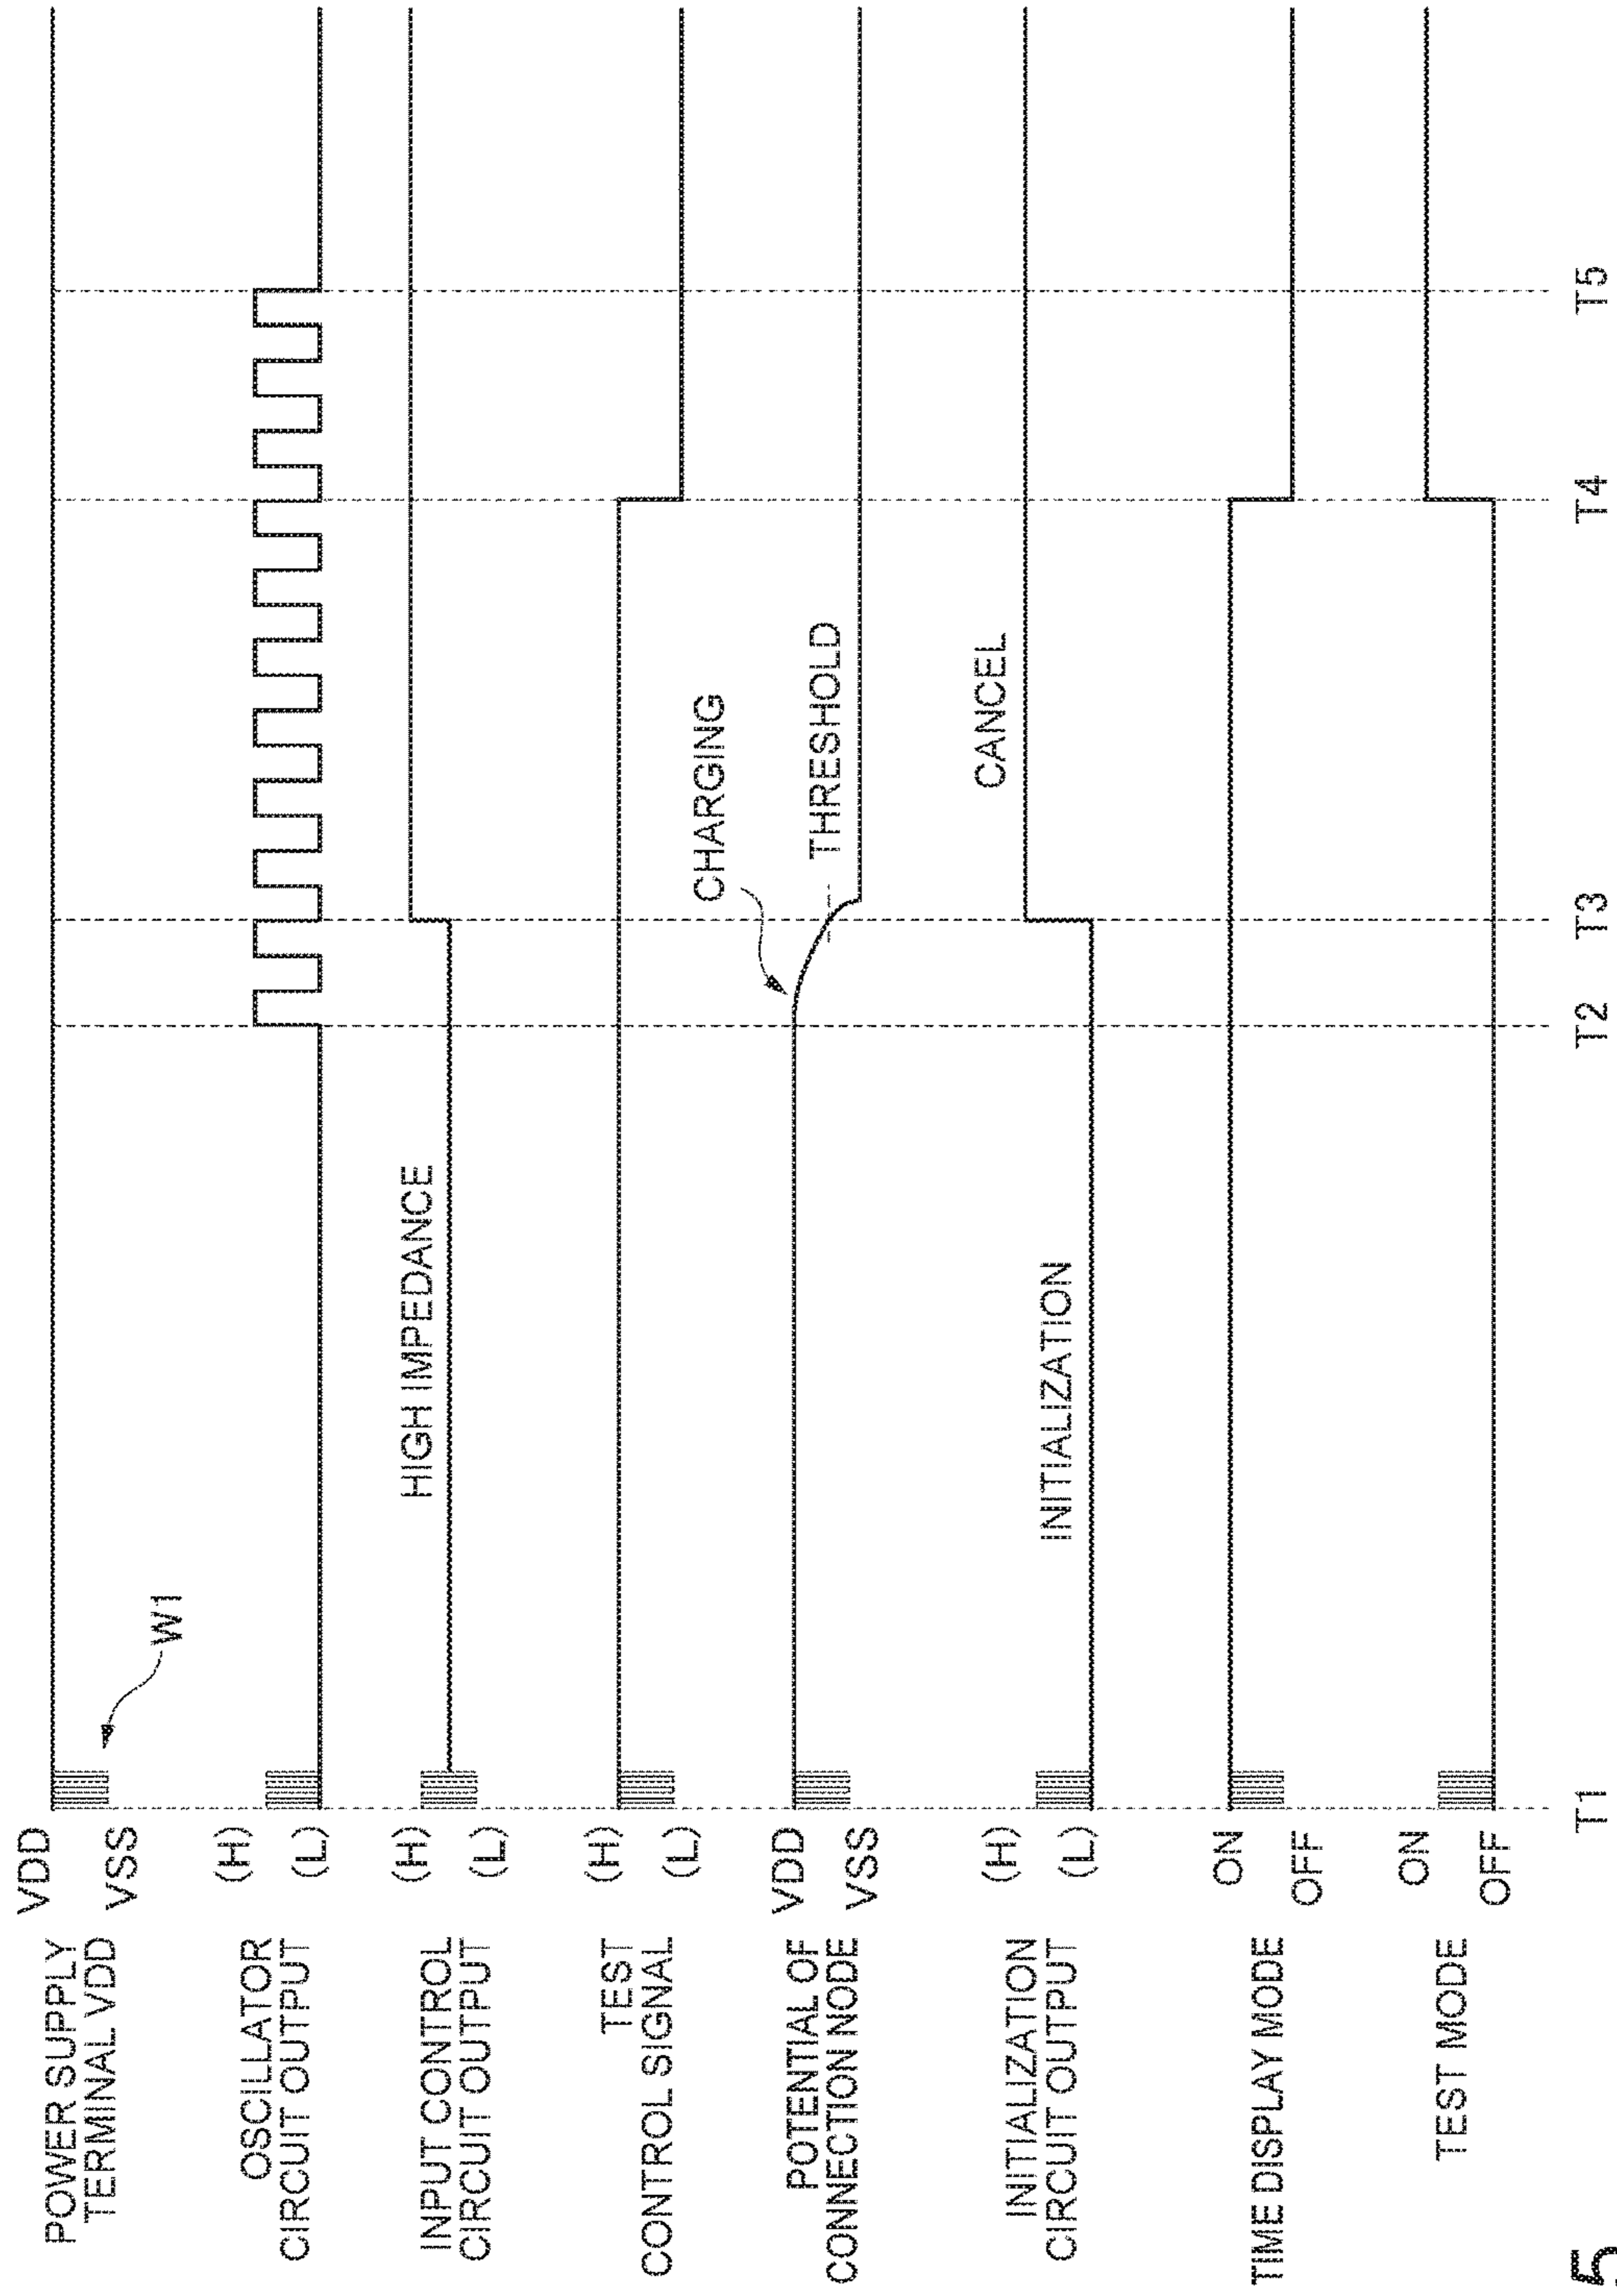 POWER SUPPLY
TERMINAL VDD
VDD
VSS
W1
OSCILLATOR
CIRCUIT OUTPUT
(H)
(L)
INPUT CONTROL
CIRCUIT OUTPUT
(H)
(L)
HIGH IMPEDANCE
TEST
CONTROL SIGNAL
(H)
(L)
POTENTIAL OF
CONNECTION NODE
VDD
VSS
CHARGING
THRESHOLD
INITIALIZATION
CIRCUIT OUTPUT
(H)
(L)
INITIALIZATION
CANCEL
TIME DISPLAY MODE
ON
OFF
TEST MODE
ON
OFF
T1
T2
T3
T4
T5
5